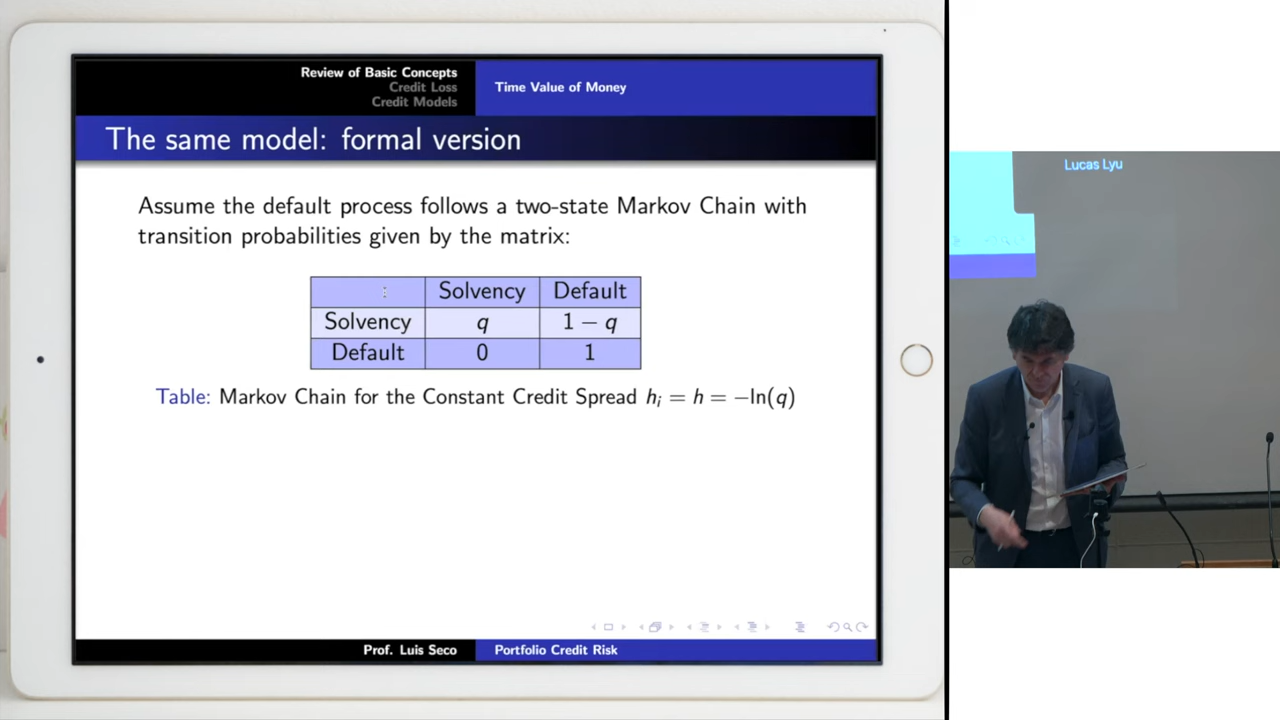 Review of Basic Concepts
Credit Loss
Credit Models
Time Value of Money
The same model: formal version
Assume the default process follows a two-state Markov Chain with
transition probabilities given by the matrix:
Solvency Default
Solvency q 1 − q
Default 0 1
Table: Markov Chain for the Constant Credit Spread hᵢ = h = −ln(q)
Prof. Luis Seco
Portfolio Credit Risk
Lucas Lyu